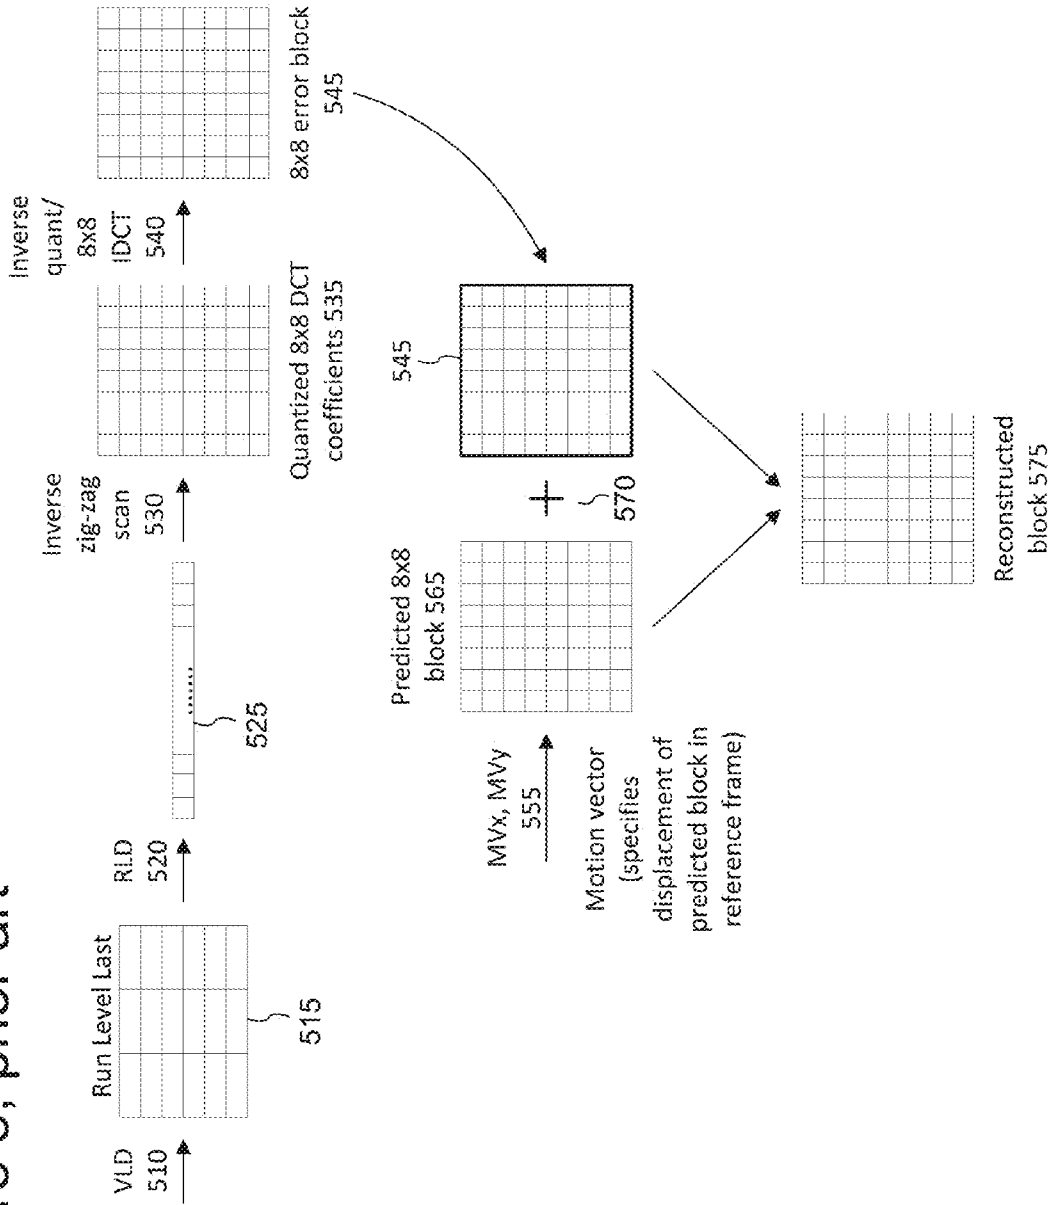 prior art
VLD
510
Run Level Last
515
RLD
520
525
Inverse
zig-zag
scan
530
Quantized 8x8 DCT
coefficients 535
Inverse
quant/
8x8
IDCT
540
8x8 error block
545
MVx, MVy
555
Motion vector
(specifies
displacement of
predicted block in
reference frame)
Predicted 8x8
block 565
+
570
545
Reconstructed
block 575